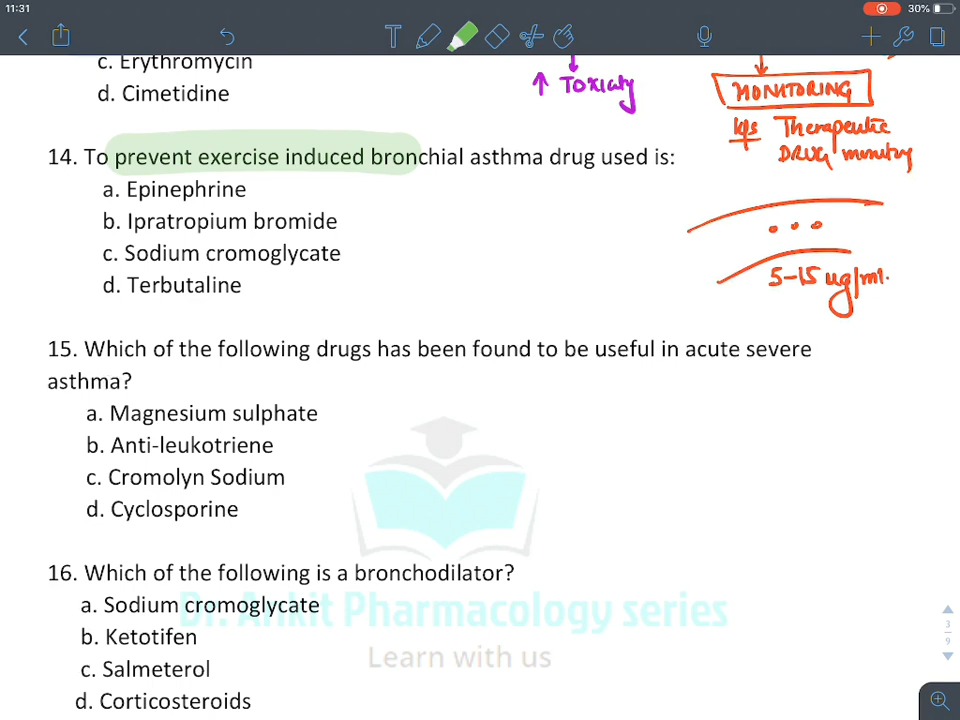 11:31
30%
T
c. Erythromycin
d. Cimetidine
↑ Toxicity
MONITORING
k/s Therapeutic
DRUG monitory
14. To prevent exercise induced bronchial asthma drug used is:
a. Epinephrine
b. Ipratropium bromide
c. Sodium cromoglycate
d. Terbutaline
5-15 ug/ml.
15. Which of the following drugs has been found to be useful in acute severe
asthma?
a. Magnesium sulphate
b. Anti-leukotriene
c. Cromolyn Sodium
d. Cyclosporine
16. Which of the following is a bronchodilator?
a. Sodium cromoglycate
Dr. Ankit Pharmacology series
b. Ketotifen
Learn with us
c. Salmeterol
d. Corticosteroids
3
9